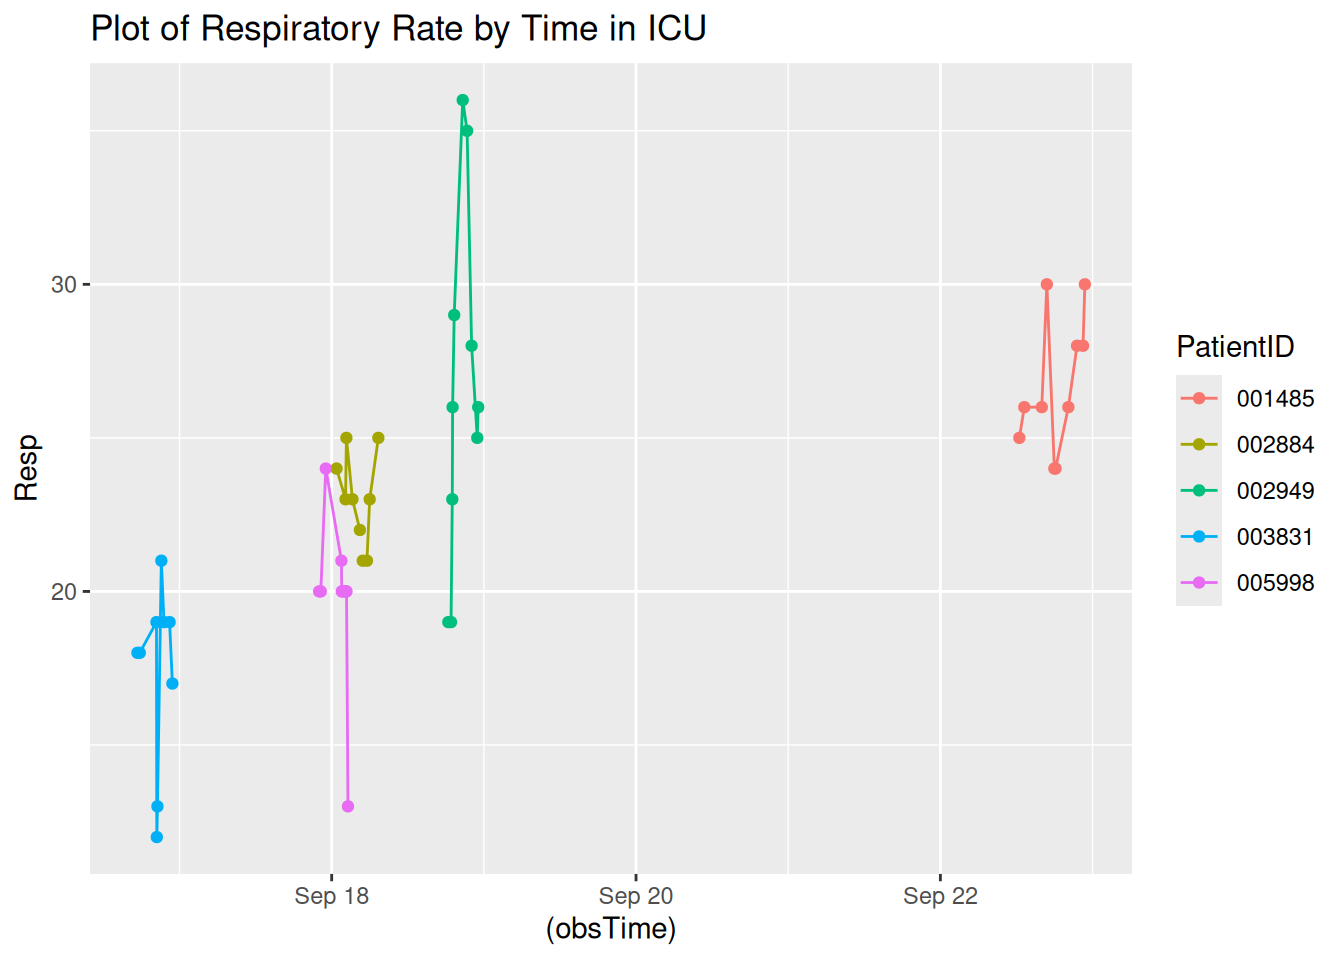 Plot of Respiratory Rate by Time in ICU
Resp
30
20
Sep 18
Sep 20
Sep 22
(obsTime)
PatientID
001485
002884
002949
003831
005998